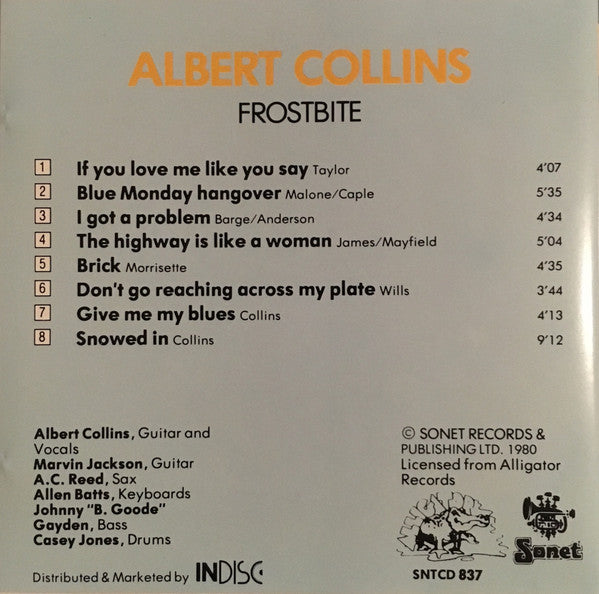 ALBERT COLLINS
FROSTBITE
1 If you love me like you say Taylor 4'07
2 Blue Monday hangover Malone/Caple 5'35
3 I got a problem Barge/Anderson 4'34
4 The highway is like a woman James/Mayfield 5'04
5 Brick Morrisette 4'35
6 Don't go reaching across my plate Wills 3'44
7 Give me my blues Collins 4'13
8 Snowed in Collins 9'12
Albert Collins, Guitar and
Vocals
Marvin Jackson, Guitar
A.C. Reed, Sax
Allen Batts, Keyboards
Johnny "B. Goode"
Gayden, Bass
Casey Jones, Drums
Distributed & Marketed by INDISC
© SONET RECORDS &
PUBLISHING LTD. 1980
Licensed from Alligator
Records
ALLIGATOR
Sonet
SNTCD 837